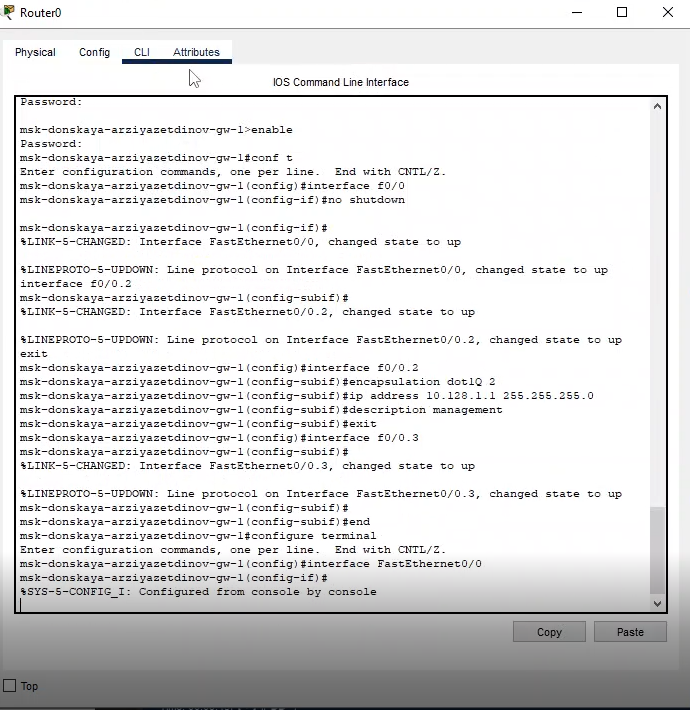 Router0
Physical Config CLI Attributes
IOS Command Line Interface
Password:
msk-donskaya-arziyazetdinov-gw-1>enable
Password:
msk-donskaya-arziyazetdinov-gw-1#conf t
Enter configuration commands, one per line.  End with CNTL/Z.
msk-donskaya-arziyazetdinov-gw-1(config)#interface f0/0
msk-donskaya-arziyazetdinov-gw-1(config-if)#no shutdown
msk-donskaya-arziyazetdinov-gw-1(config-if)#
%LINK-5-CHANGED: Interface FastEthernet0/0, changed state to up
%LINEPROTO-5-UPDOWN: Line protocol on Interface FastEthernet0/0, changed state to up
interface f0/0.2
msk-donskaya-arziyazetdinov-gw-1(config-subif)#
%LINK-5-CHANGED: Interface FastEthernet0/0.2, changed state to up
%LINEPROTO-5-UPDOWN: Line protocol on Interface FastEthernet0/0.2, changed state to up
exit
msk-donskaya-arziyazetdinov-gw-1(config)#interface f0/0.2
msk-donskaya-arziyazetdinov-gw-1(config-subif)#encapsulation dot1Q 2
msk-donskaya-arziyazetdinov-gw-1(config-subif)#ip address 10.128.1.1 255.255.255.0
msk-donskaya-arziyazetdinov-gw-1(config-subif)#description management
msk-donskaya-arziyazetdinov-gw-1(config-subif)#exit
msk-donskaya-arziyazetdinov-gw-1(config)#interface f0/0.3
msk-donskaya-arziyazetdinov-gw-1(config-subif)#
%LINK-5-CHANGED: Interface FastEthernet0/0.3, changed state to up
%LINEPROTO-5-UPDOWN: Line protocol on Interface FastEthernet0/0.3, changed state to up
msk-donskaya-arziyazetdinov-gw-1(config-subif)#
msk-donskaya-arziyazetdinov-gw-1(config-subif)#end
msk-donskaya-arziyazetdinov-gw-1#configure terminal
Enter configuration commands, one per line.  End with CNTL/Z.
msk-donskaya-arziyazetdinov-gw-1(config)#interface FastEthernet0/0
msk-donskaya-arziyazetdinov-gw-1(config-if)#
%SYS-5-CONFIG_I: Configured from console by console
Copy Paste
Top